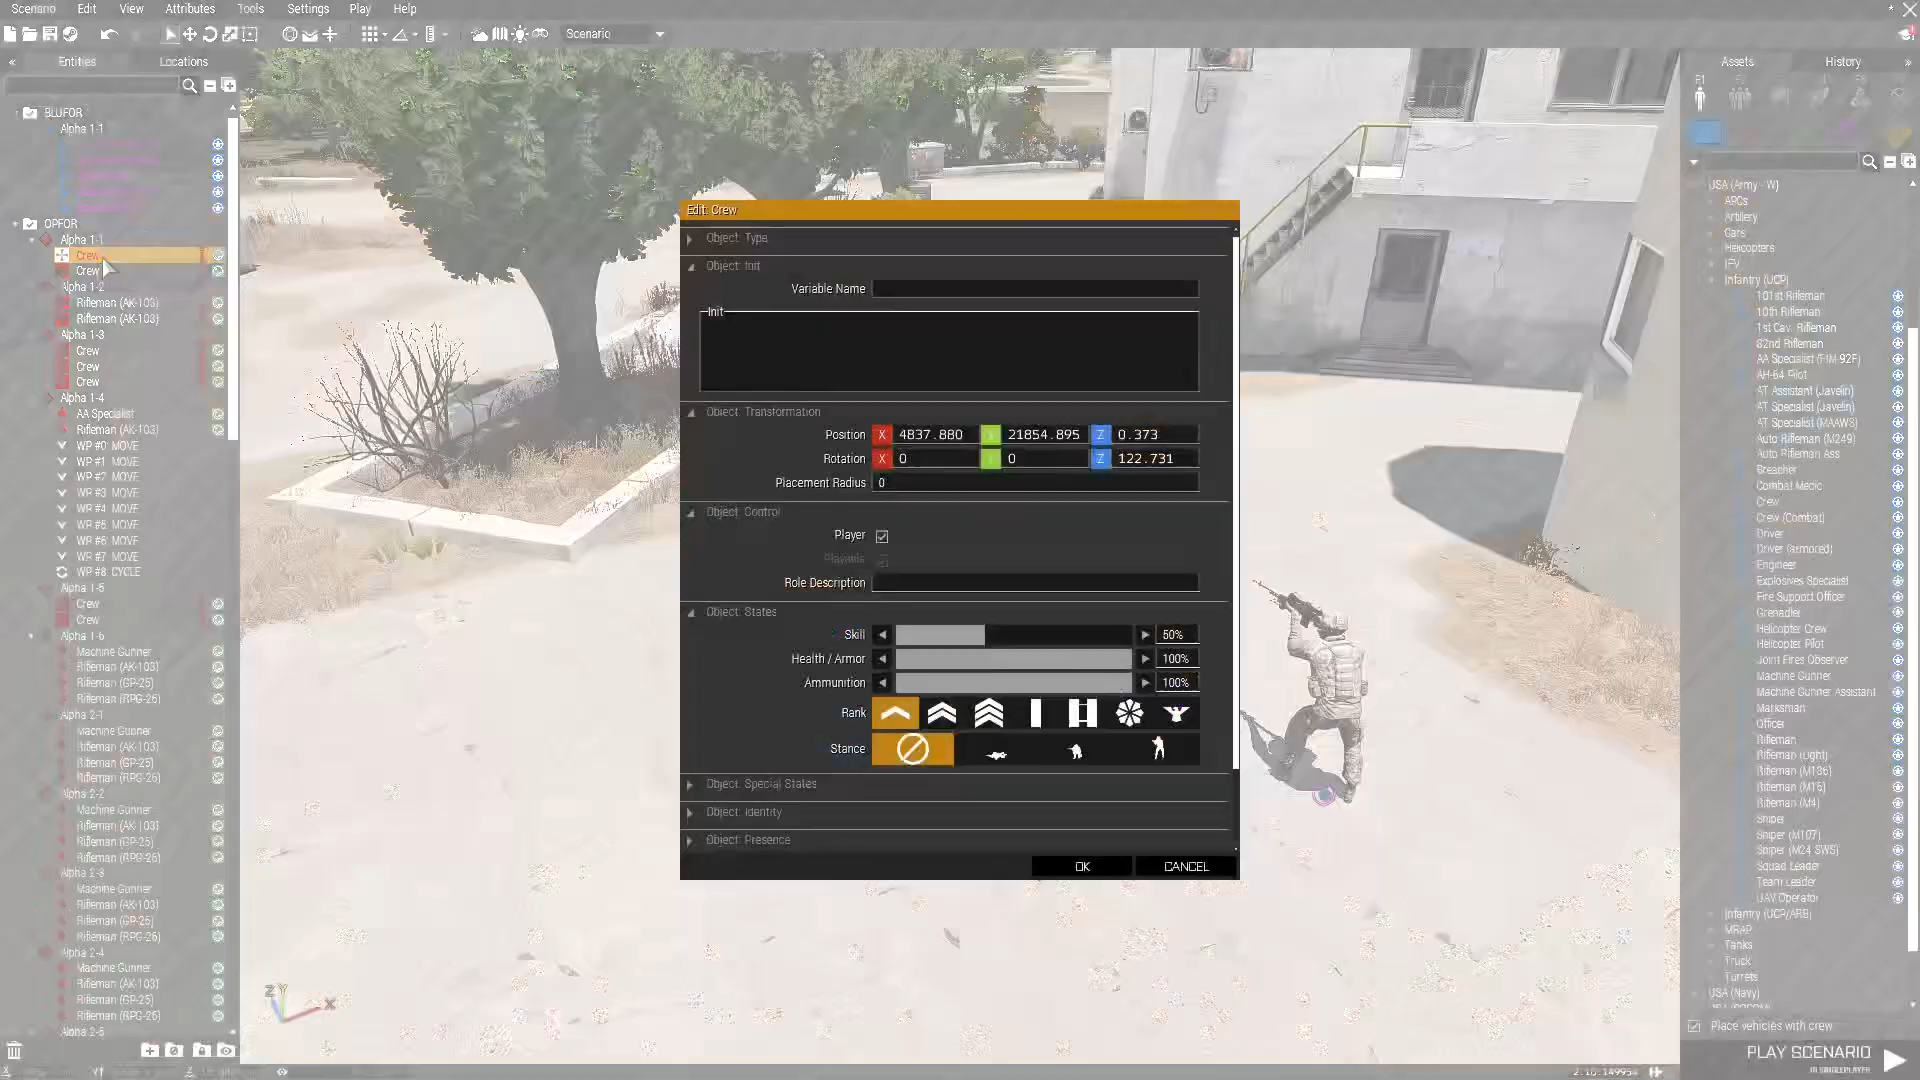 Scenario Edit View Attributes Tools Settings Play Help
Scenario
Entities Locations
BLUFOR
Alpha 1-1
OPFOR
Alpha 1-1
Crew
Crew
Alpha 1-2
Rifleman (AK-103)
Rifleman (AK-103)
Alpha 1-3
Crew
Crew
Crew
Alpha 1-4
AA Specialist
Rifleman (AK-103)
WP #0: MOVE
WP #1: MOVE
WP #2: MOVE
WP #3: MOVE
WP #4: MOVE
WP #5: MOVE
WP #6: MOVE
WP #7: MOVE
WP #8: CYCLE
Alpha 1-5
Crew
Crew
Alpha 1-6
Machine Gunner
Rifleman (AK-103)
Rifleman (GP-25)
Rifleman (RPG-26)
Alpha 2-1
Machine Gunner
Rifleman (AK-103)
Rifleman (GP-25)
Rifleman (RPG-26)
Alpha 2-2
Machine Gunner
Rifleman (AK-103)
Rifleman (GP-25)
Rifleman (RPG-26)
Alpha 2-3
Machine Gunner
Rifleman (AK-103)
Rifleman (GP-25)
Rifleman (RPG-26)
Alpha 2-4
Machine Gunner
Rifleman (AK-103)
Rifleman (GP-25)
Rifleman (RPG-26)
Alpha 2-5
Edit: Crew
Object: Type
Object: Init
Variable Name
Init
Object: Transformation
Position X 4837.880 21854.895 Z 0.373
Rotation X 0 0 Z 122.731
Placement Radius 0
Object: Control
Player
Playable
Role Description
Object: States
Skill 50%
Health / Armor 100%
Ammunition 100%
Rank
Stance
Object: Special States
Object: Identity
Object: Presence
OK CANCEL
Assets History
F1
USA (Army - W)
APCs
Artillery
Cars
Helicopters
IFV
Infantry (UCP)
101st Rifleman
10th Rifleman
1st Cav. Rifleman
82nd Rifleman
AA Specialist (FIM-92F)
AH-64 Pilot
AT Assistant (Javelin)
AT Specialist (Javelin)
AT Specialist (MAAWS)
Auto Rifleman (M249)
Auto Rifleman Ass
Breacher
Combat Medic
Crew
Crew (Combat)
Driver
Driver (armored)
Engineer
Explosives Specialist
Fire Support Officer
Grenadier
Helicopter Crew
Helicopter Pilot
Joint Fires Observer
Machine Gunner
Machine Gunner Assistant
Marksman
Officer
Rifleman
Rifleman (Light)
Rifleman (M136)
Rifleman (M16)
Rifleman (M4)
Sniper
Sniper (M107)
Sniper (M24 SWS)
Squad Leader
Team Leader
UAV Operator
Infantry (UCP/ARB)
MRAP
Tanks
Truck
Turrets
USA (Navy)
Place vehicles with crew
PLAY SCENARIO
IN SINGLEPLAYER
Z Y X